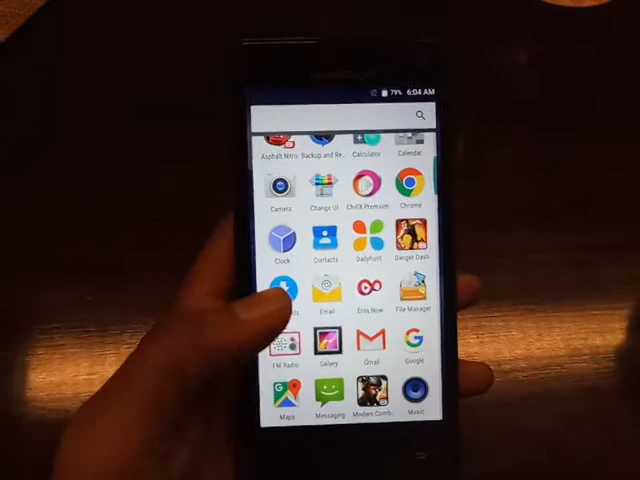 79% 6:04 AM
Asphalt Nitro Backup and Re.. Calculator Calendar
Camera Change UI ChillX Premium Chrome
Clock Contacts Dailyhunt Danger Dash
Email Eros Now File Manager
FM Radio Gallery Gmail Google
Maps Messaging Modern Comb.. Music